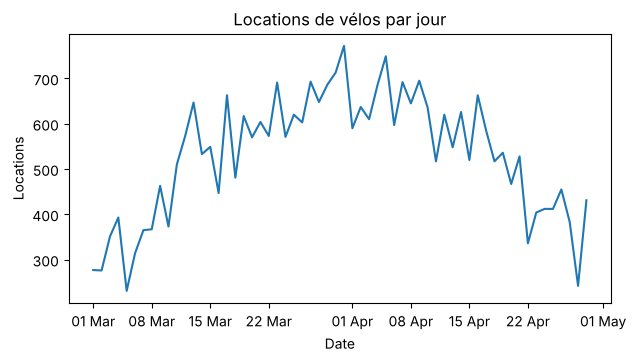 Locations de vélos par jour
700
600
500
400
300
Locations
01 Mar 08 Mar 15 Mar 22 Mar 01 Apr 08 Apr 15 Apr 22 Apr 01 May
Date